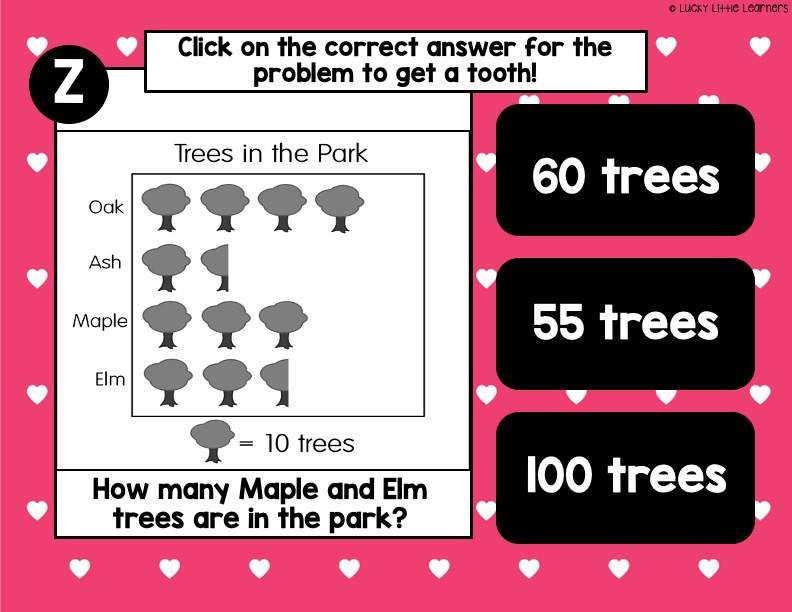 © Lucky Little Learners
Click on the correct answer for the
problem to get a tooth!
Z
Trees in the Park
Oak
Ash
Maple
Elm
= 10 trees
How many Maple and Elm
trees are in the park?
60 trees
55 trees
100 trees